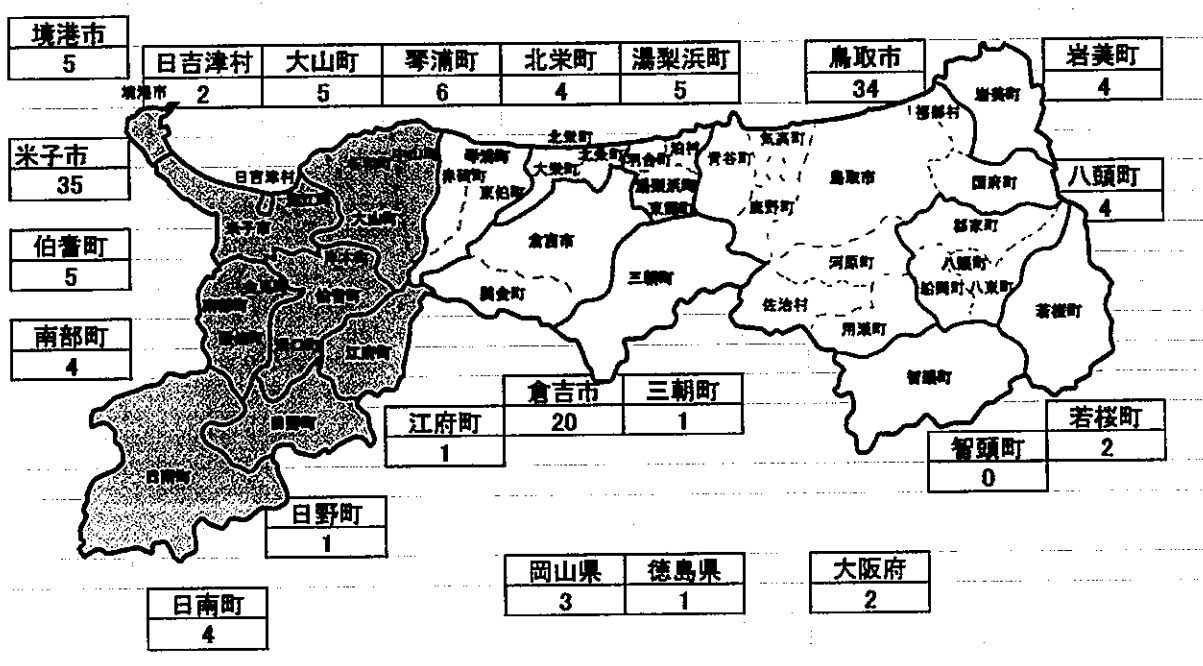 境港市
5
日吉津村 大山町 琴浦町 北栄町 湯梨浜町
2 5 6 4 5
鳥取市
34
岩美町
4
米子市
35
八頭町
4
伯耆町
5
南部町
4
倉吉市 三朝町
20 1
江府町
1
若桜町
2
智頭町
0
日野町
1
日南町
4
岡山県 徳島県
3 1
大阪府
2
境港市
岩美町
福部村
北栄町
気高町
北条町
泊村
琴浦町
大栄町
羽合町
青谷町
日吉津村
赤碕町
東伯町
湯梨浜町
鳥取市
国府町
東郷町
鹿野町
大山町
米子市
郡家町
倉吉市
三朝町
河原町
八頭町
船岡町
八東町
関金町
佐治村
若桜町
用瀬町
江府町
智頭町
日野町
日南町